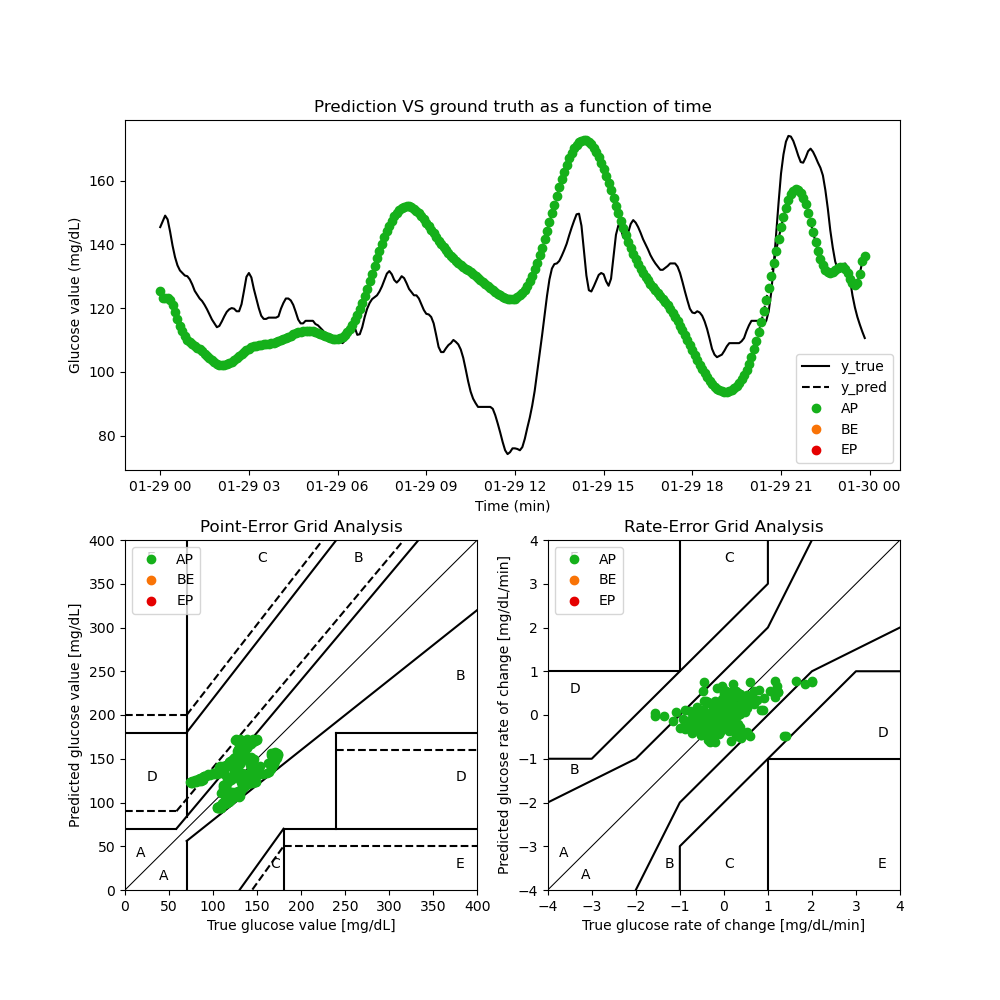 Prediction VS ground truth as a function of time
Glucose value (mg/dL)
160
140
120
100
80
y_true
y_pred
AP
BE
EP
01-29 00 01-29 03 01-29 06 01-29 09 01-29 12 01-29 15 01-29 18 01-29 21 01-30 00
Time (min)
Point-Error Grid Analysis
Predicted glucose value [mg/dL]
400
350
300
250
200
150
100
50
0
AP
BE
EP
C
B
B
D
D
A
A
C
E
0 50 100 150 200 250 300 350 400
True glucose value [mg/dL]
Rate-Error Grid Analysis
Predicted glucose rate of change [mg/dL/min]
4
3
2
1
0
−1
−2
−3
−4
AP
BE
EP
C
D
D
B
A
A
B
C
E
−4 −3 −2 −1 0 1 2 3 4
True glucose rate of change [mg/dL/min]